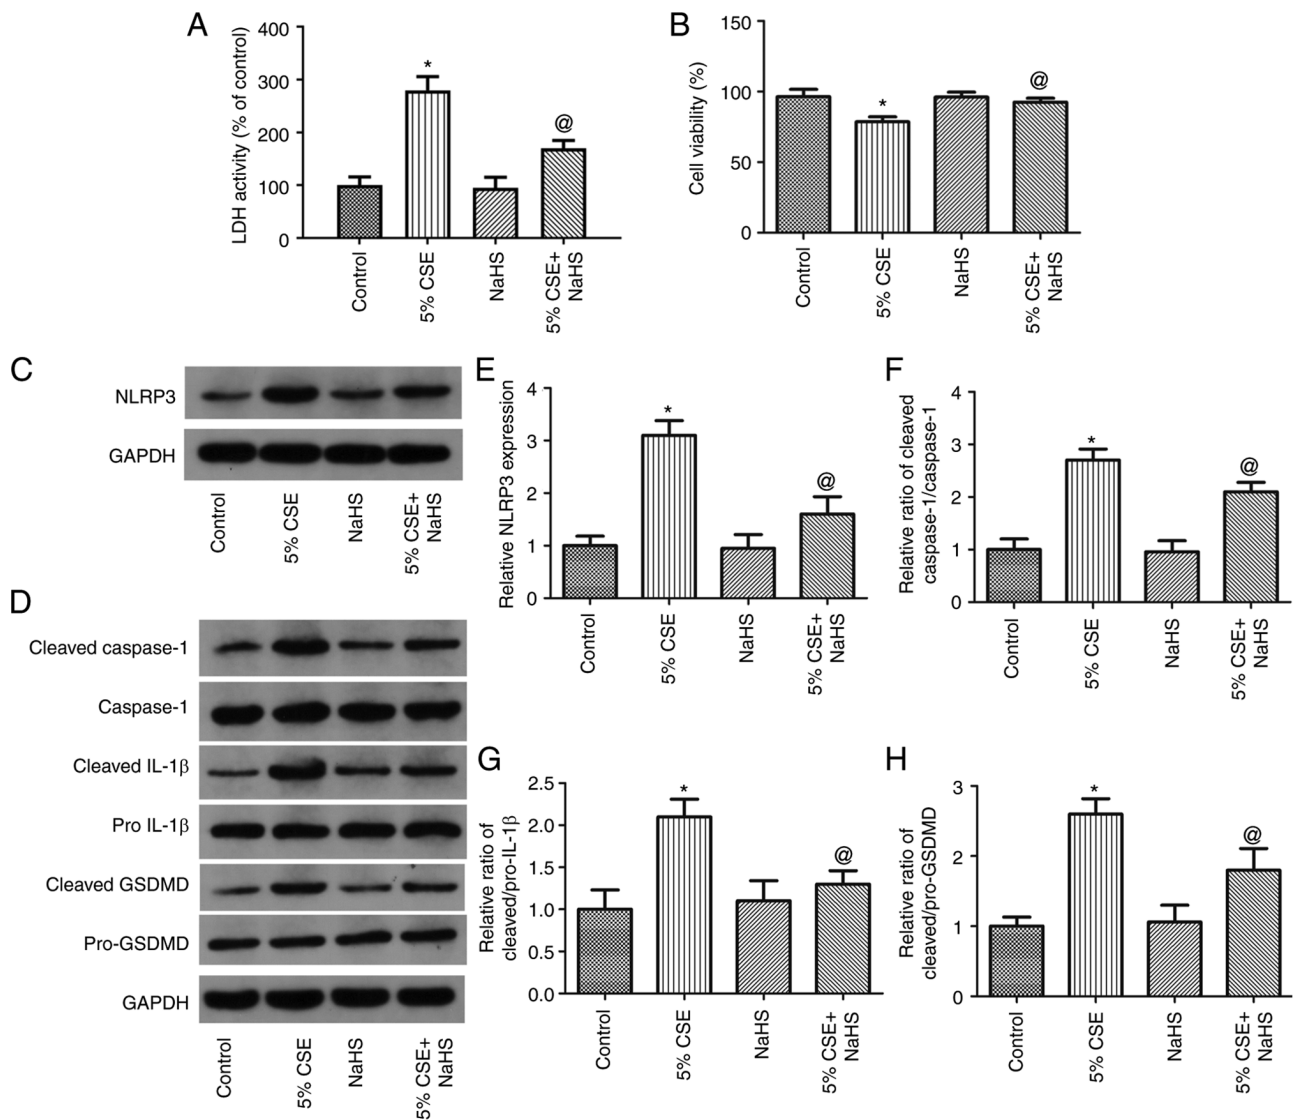 A
LDH activity (% of control)
400
300
200
100
0
*
@
Control
5% CSE
NaHS
5% CSE+
NaHS
B
Cell viability (%)
150
100
50
0
*
@
Control
5% CSE
NaHS
5% CSE+
NaHS
C
NLRP3
GAPDH
Control
5% CSE
NaHS
5% CSE+
NaHS
D
Cleaved caspase-1
Caspase-1
Cleaved IL-1β
Pro IL-1β
Cleaved GSDMD
Pro-GSDMD
GAPDH
Control
5% CSE
NaHS
5% CSE+
NaHS
E
Relative NLRP3 expression
4
3
2
1
0
*
@
Control
5% CSE
NaHS
5% CSE+
NaHS
F
Relative ratio of cleaved
caspase-1/caspase-1
4
3
2
1
0
*
@
Control
5% CSE
NaHS
5% CSE+
NaHS
G
Relative ratio of
cleaved/pro-IL-1β
2.5
2.0
1.5
1.0
0.5
0.0
*
@
Control
5% CSE
NaHS
5% CSE+
NaHS
H
Relative ratio of
cleaved/pro-GSDMD
3
2
1
0
*
@
Control
5% CSE
NaHS
5% CSE+
NaHS